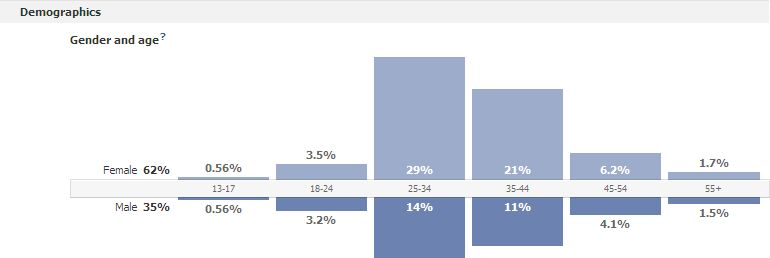 Demographics
Gender and age?
Female 62% 0.56% 3.5% 29% 21% 6.2% 1.7%
13-17 18-24 25-34 35-44 45-54 55+
Male 35% 0.56% 3.2% 14% 11% 4.1% 1.5%